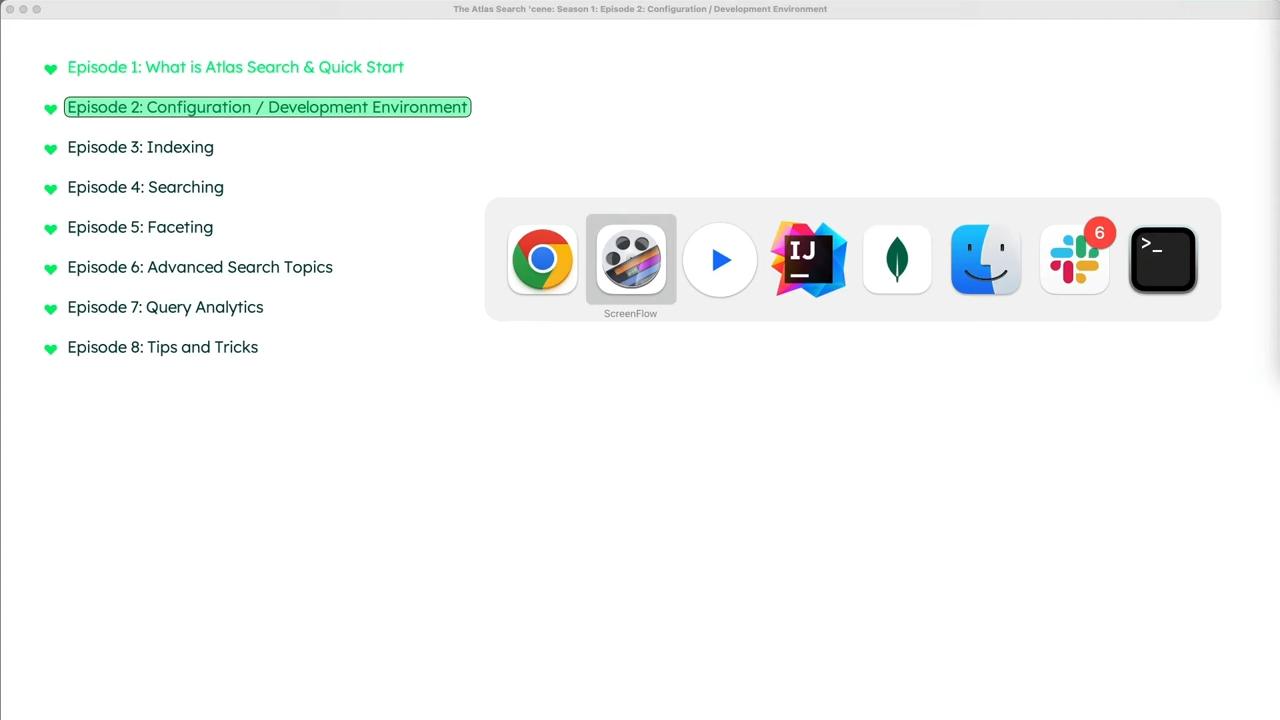 The Atlas Search 'cene: Season 1: Episode 2: Configuration / Development Environment
Episode 1: What is Atlas Search & Quick Start
Episode 2: Configuration / Development Environment
Episode 3: Indexing
Episode 4: Searching
Episode 5: Faceting
Episode 6: Advanced Search Topics
Episode 7: Query Analytics
Episode 8: Tips and Tricks
IJ
6
>_
ScreenFlow